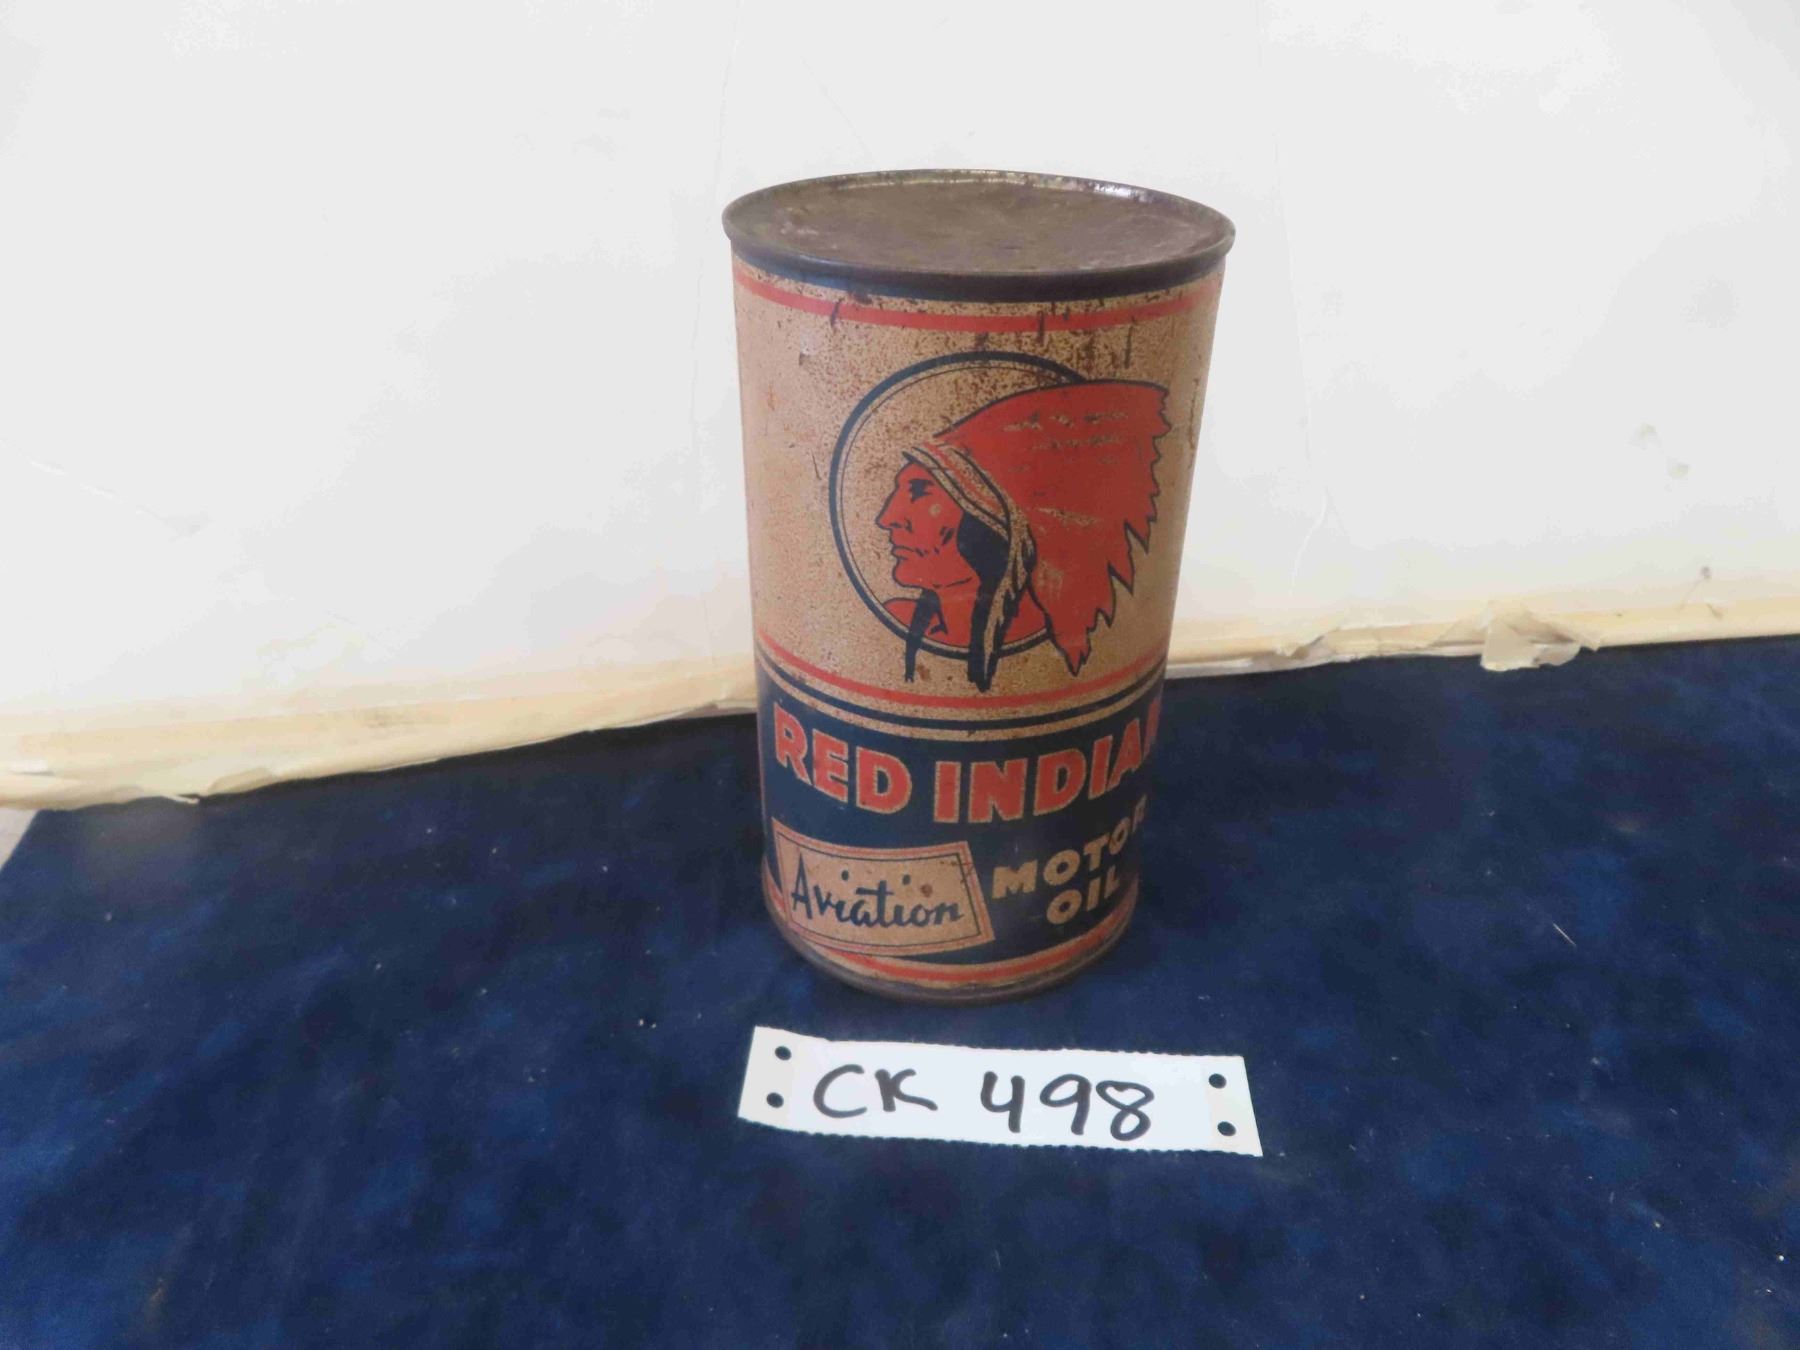 RED INDIAN
Aviation
MOTOR
OIL
CK 498